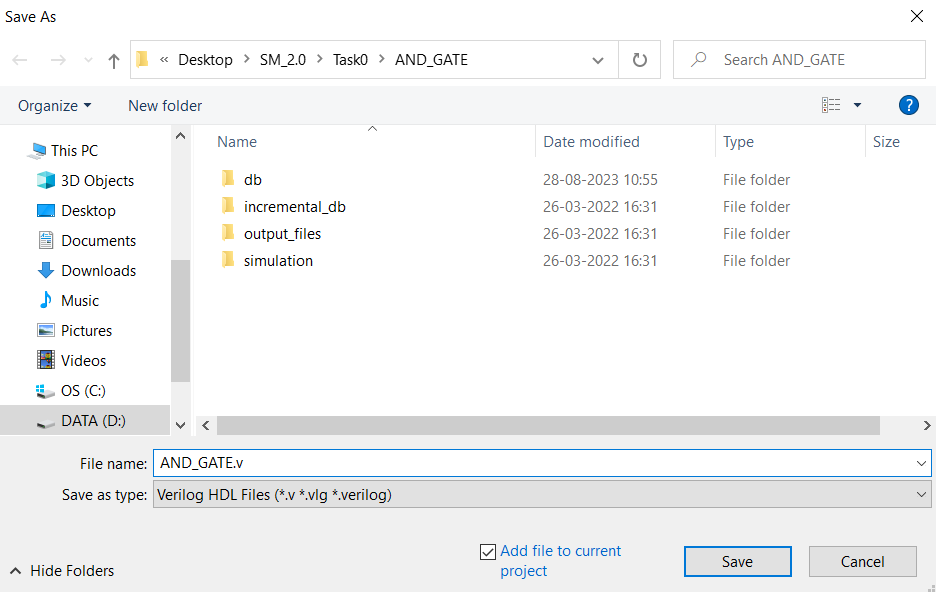 Save As
« Desktop > SM_2.0 > Task0 > AND_GATE
Search AND_GATE
Organize
New folder
?
Name
Date modified
Type
Size
This PC
3D Objects
Desktop
Documents
Downloads
Music
Pictures
Videos
OS (C:)
DATA (D:)
db 28-08-2023 10:55 File folder
incremental_db 26-03-2022 16:31 File folder
output_files 26-03-2022 16:31 File folder
simulation 26-03-2022 16:31 File folder
File name: AND_GATE.v
Save as type: Verilog HDL Files (*.v *.vlg *.verilog)
Add file to current
project
Save
Cancel
Hide Folders